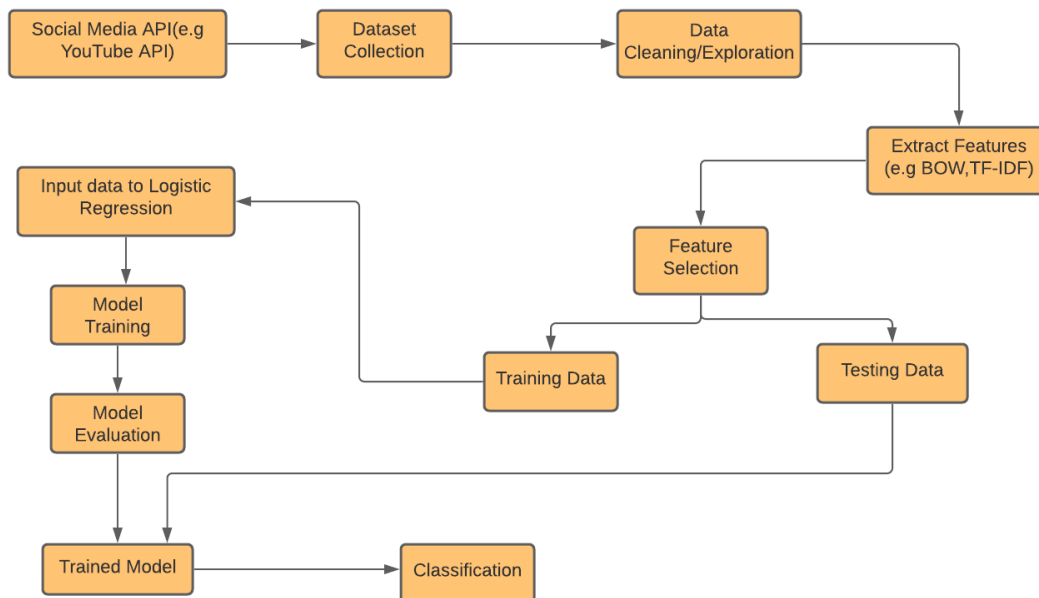 Social Media API(e.g
YouTube API)
Dataset
Collection
Data
Cleaning/Exploration
Extract Features
(e.g BOW,TF-IDF)
Input data to Logistic
Regression
Feature
Selection
Model
Training
Training Data
Testing Data
Model
Evaluation
Trained Model
Classification